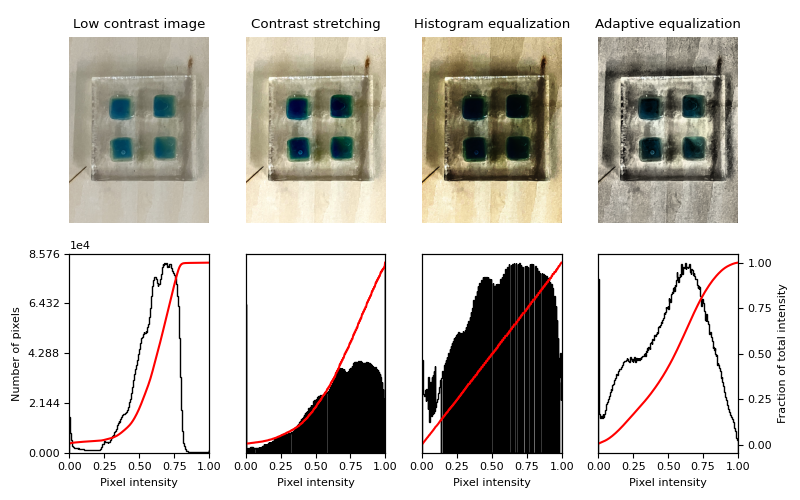 Low contrast image
Contrast stretching
Histogram equalization
Adaptive equalization
1e4
8.576
6.432
4.288
2.144
0.000
Number of pixels
0.00 0.25 0.50 0.75 1.00
Pixel intensity
0.00 0.25 0.50 0.75 1.00
Pixel intensity
0.00 0.25 0.50 0.75 1.00
Pixel intensity
0.00 0.25 0.50 0.75 1.00
Pixel intensity
1.00
0.75
0.50
0.25
0.00
Fraction of total intensity